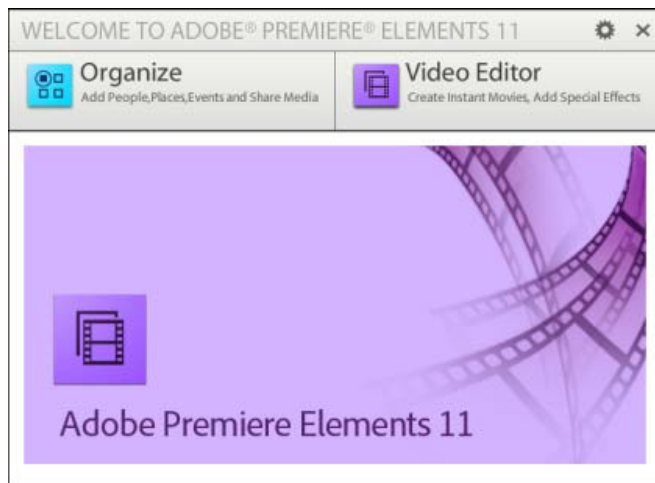 WELCOME TO ADOBE® PREMIERE® ELEMENTS 11
Organize
Add People,Places,Events and Share Media
Video Editor
Create Instant Movies, Add Special Effects
Adobe Premiere Elements 11